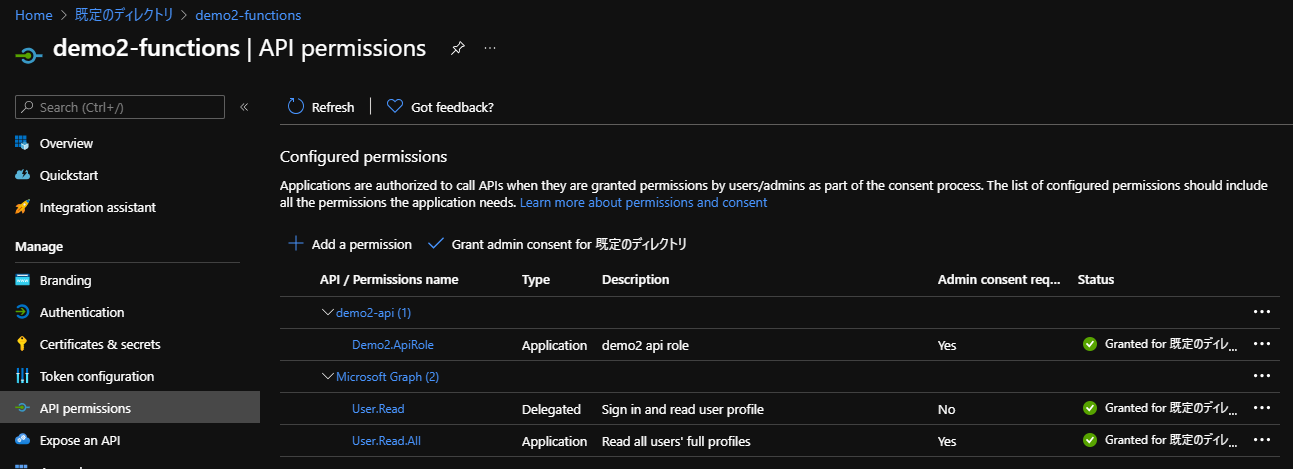 Home > 既定のディレクトリ > demo2-functions
demo2-functions | API permissions ...
Search (Ctrl+/) «
Refresh | Got feedback?
Overview
Quickstart
Integration assistant
Manage
Branding
Authentication
Certificates & secrets
Token configuration
API permissions
Expose an API
Configured permissions
Applications are authorized to call APIs when they are granted permissions by users/admins as part of the consent process. The list of configured permissions should include
all the permissions the application needs. Learn more about permissions and consent
+ Add a permission ✓ Grant admin consent for 既定のディレクトリ
API / Permissions name Type Description Admin consent req... Status
demo2-api (1) ...
Demo2.ApiRole Application demo2 api role Yes Granted for 既定のディレ... ...
Microsoft Graph (2) ...
User.Read Delegated Sign in and read user profile No Granted for 既定のディレ... ...
User.Read.All Application Read all users' full profiles Yes Granted for 既定のディレ... ...